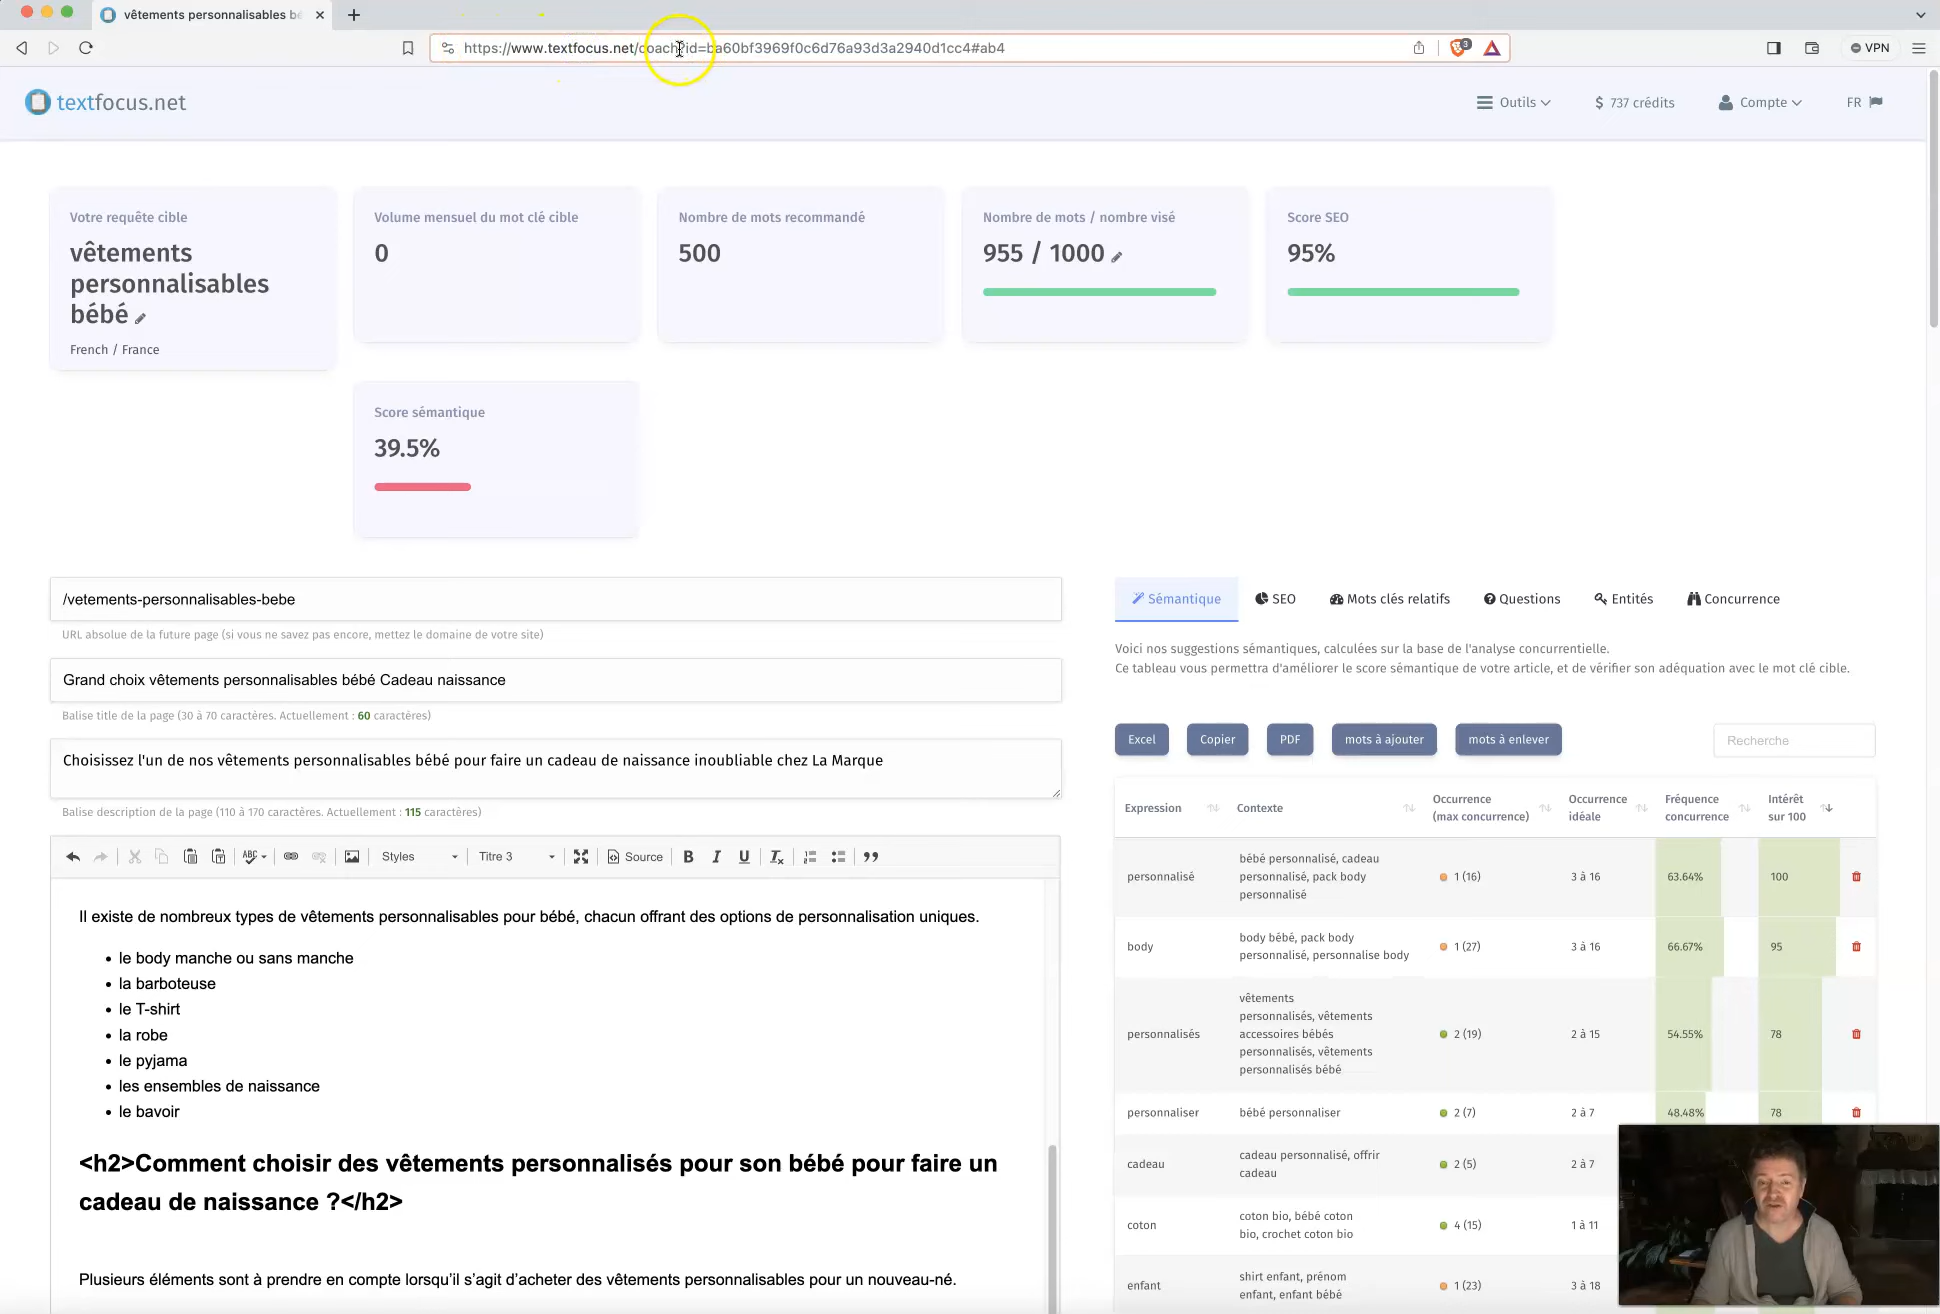 vêtements personnalisables bé
https://www.textfocus.net/coach?id=ba60bf3969f0c6d76a93d3a2940d1cc4#ab4
3
VPN
textfocus.net
Outils
$ 737 crédits
Compte
FR
Votre requête cible
vêtements
personnalisables
bébé
French / France
Volume mensuel du mot clé cible
0
Nombre de mots recommandé
500
Nombre de mots / nombre visé
955 / 1000
Score SEO
95%
Score sémantique
39.5%
/vetements-personnalisables-bebe
URL absolue de la future page (si vous ne savez pas encore, mettez le domaine de votre site)
Grand choix vêtements personnalisables bébé Cadeau naissance
Balise title de la page (30 à 70 caractères. Actuellement : 60 caractères)
Choisissez l'un de nos vêtements personnalisables bébé pour faire un cadeau de naissance inoubliable chez La Marque
Balise description de la page (110 à 170 caractères. Actuellement : 115 caractères)
ABC
Styles
Titre 3
Source
B
I
U
Tx
Il existe de nombreux types de vêtements personnalisables pour bébé, chacun offrant des options de personnalisation uniques.
• le body manche ou sans manche
• la barboteuse
• le T-shirt
• la robe
• le pyjama
• les ensembles de naissance
• le bavoir
<h2>Comment choisir des vêtements personnalisés pour son bébé pour faire un
cadeau de naissance ?</h2>
Plusieurs éléments sont à prendre en compte lorsqu'il s'agit d'acheter des vêtements personnalisables pour un nouveau-né.
Sémantique
SEO
Mots clés relatifs
Questions
Entités
Concurrence
Voici nos suggestions sémantiques, calculées sur la base de l'analyse concurrentielle.
Ce tableau vous permettra d'améliorer le score sémantique de votre article, et de vérifier son adéquation avec le mot clé cible.
Excel
Copier
PDF
mots à ajouter
mots à enlever
Recherche
Expression
Contexte
Occurrence
(max concurrence)
Occurrence
idéale
Fréquence
concurrence
Intérêt
sur 100
personnalisé
bébé personnalisé, cadeau
personnalisé, pack body
personnalisé
1 (16)
3 à 16
63.64%
100
body
body bébé, pack body
personnalisé, personnalise body
1 (27)
3 à 16
66.67%
95
personnalisés
vêtements
personnalisés, vêtements
accessoires bébés
personnalisés, vêtements
personnalisés bébé
2 (19)
2 à 15
54.55%
78
personnaliser
bébé personnaliser
2 (7)
2 à 7
48.48%
78
cadeau
cadeau personnalisé, offrir
cadeau
2 (5)
2 à 7
coton
coton bio, bébé coton
bio, crochet coton bio
4 (15)
1 à 11
enfant
shirt enfant, prénom
enfant, enfant bébé
1 (23)
3 à 18